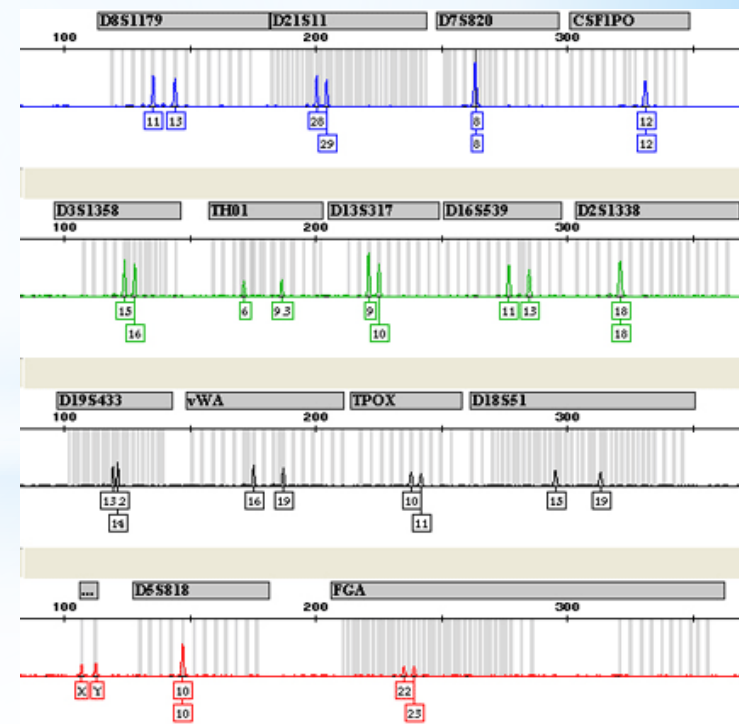 D8S1179 D21S11 D7S820 CSF1PO
100 200 300
11 13 28 8 12
29 8 12
D3S1358 TH01 D13S317 D16S539 D2S1338
100 200 300
15 6 9.3 9 11 13 18
16 10 18
D19S433 vWA TPOX D18S51
100 200 300
13.2 16 19 10 15 19
14 11
... D5S818 FGA
100 200 300
X Y 10 22
10 23